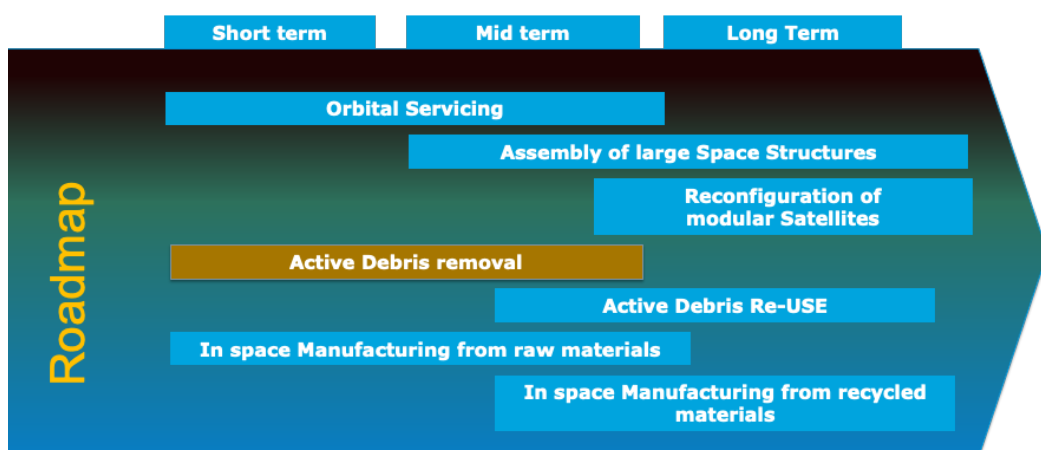 Short term
Mid term
Long Term
Roadmap
Orbital Servicing
Assembly of large Space Structures
Reconfiguration of
modular Satellites
Active Debris removal
Active Debris Re-USE
In space Manufacturing from raw materials
In space Manufacturing from recycled
materials